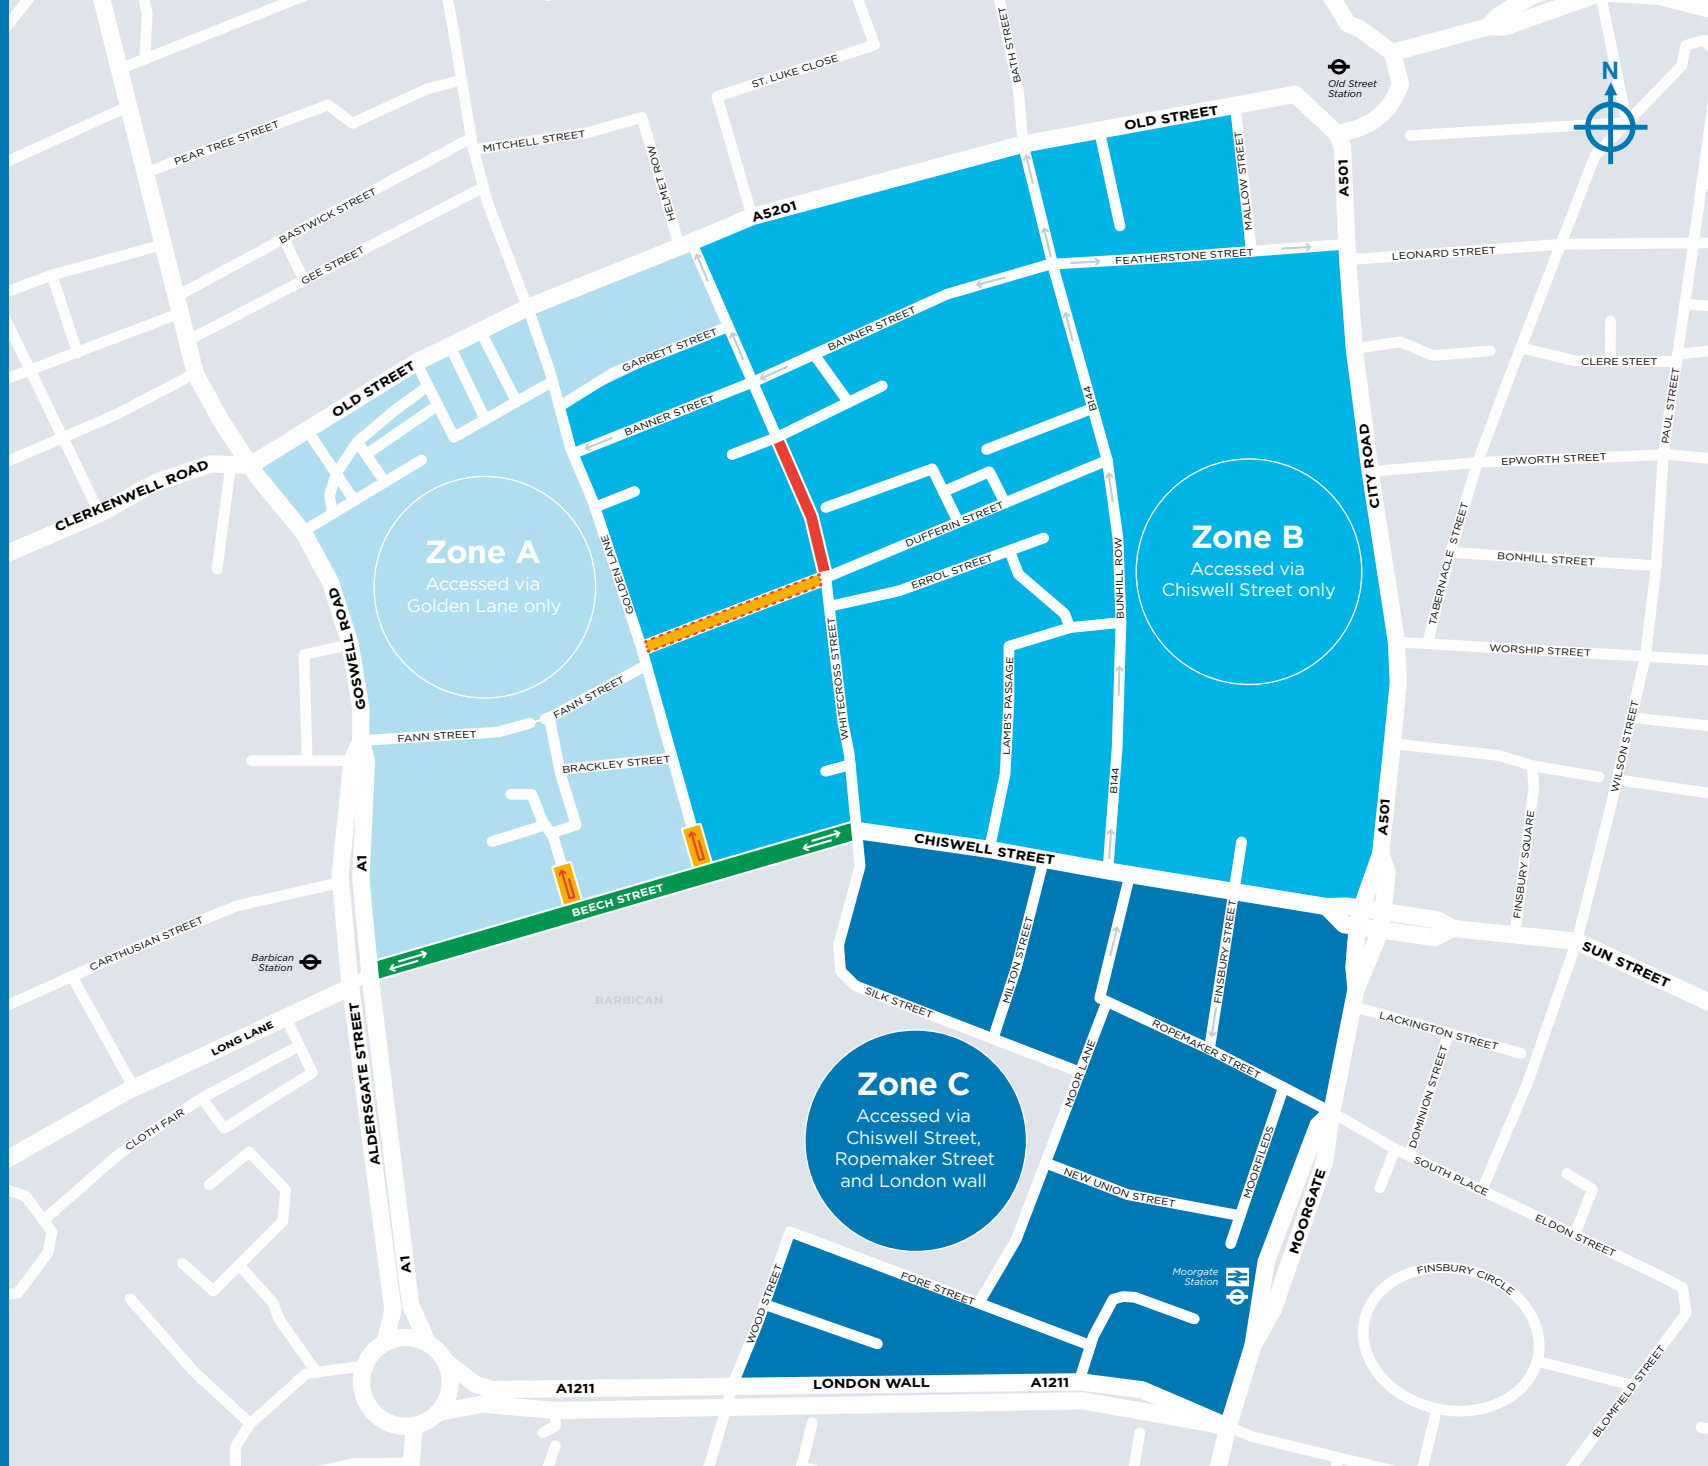 BATH STREET
ST. LUKE CLOSE
Old Street
Station
N
OLD STREET
PEAR TREE STREET
MITCHELL STREET
HELMET ROW
MALLOW STREET
A501
BASTWICK STREET
A5201
GEE STREET
FEATHERSTONE STREET
LEONARD STREET
GARRETT STREET
BANNER STREET
CLERE STEET
OLD STREET
BANNER STREET
B144
PAUL STREET
CLERKENWELL ROAD
CITY ROAD
EPWORTH STREET
DUFFERIN STREET
TABERNACLE STREET
Zone A
Accessed via
Golden Lane only
GOLDEN LANE
Zone B
Accessed via
Chiswell Street only
ERROL STREET
BUNHILL ROW
BONHILL STREET
GOSWELL ROAD
WHITECROSS STREET
LAMB'S PASSAGE
WORSHIP STREET
FANN STREET
FANN STREET
BRACKLEY STREET
B144
WILSON STREET
A501
A1
CHISWELL STREET
FINSBURY SQUARE
BEECH STREET
CARTHUSIAN STREET
Barbican
Station
MILTON STREET
FINSBURY STREET
SUN STREET
BARBICAN
SILK STREET
LONG LANE
ALDERSGATE STREET
ROPEMAKER STREET
LACKINGTON STREET
MOOR LANE
DOMINION STREET
Zone C
Accessed via
Chiswell Street,
Ropemaker Street
and London wall
CLOTH FAIR
MOORFILEDS
SOUTH PLACE
NEW UNION STREET
MOORGATE
ELDON STREET
A1
Moorgate
Station
FORE STREET
WOOD STREET
FINSBURY CIRCLE
BLOMFIELD STREET
A1211
LONDON WALL
A1211